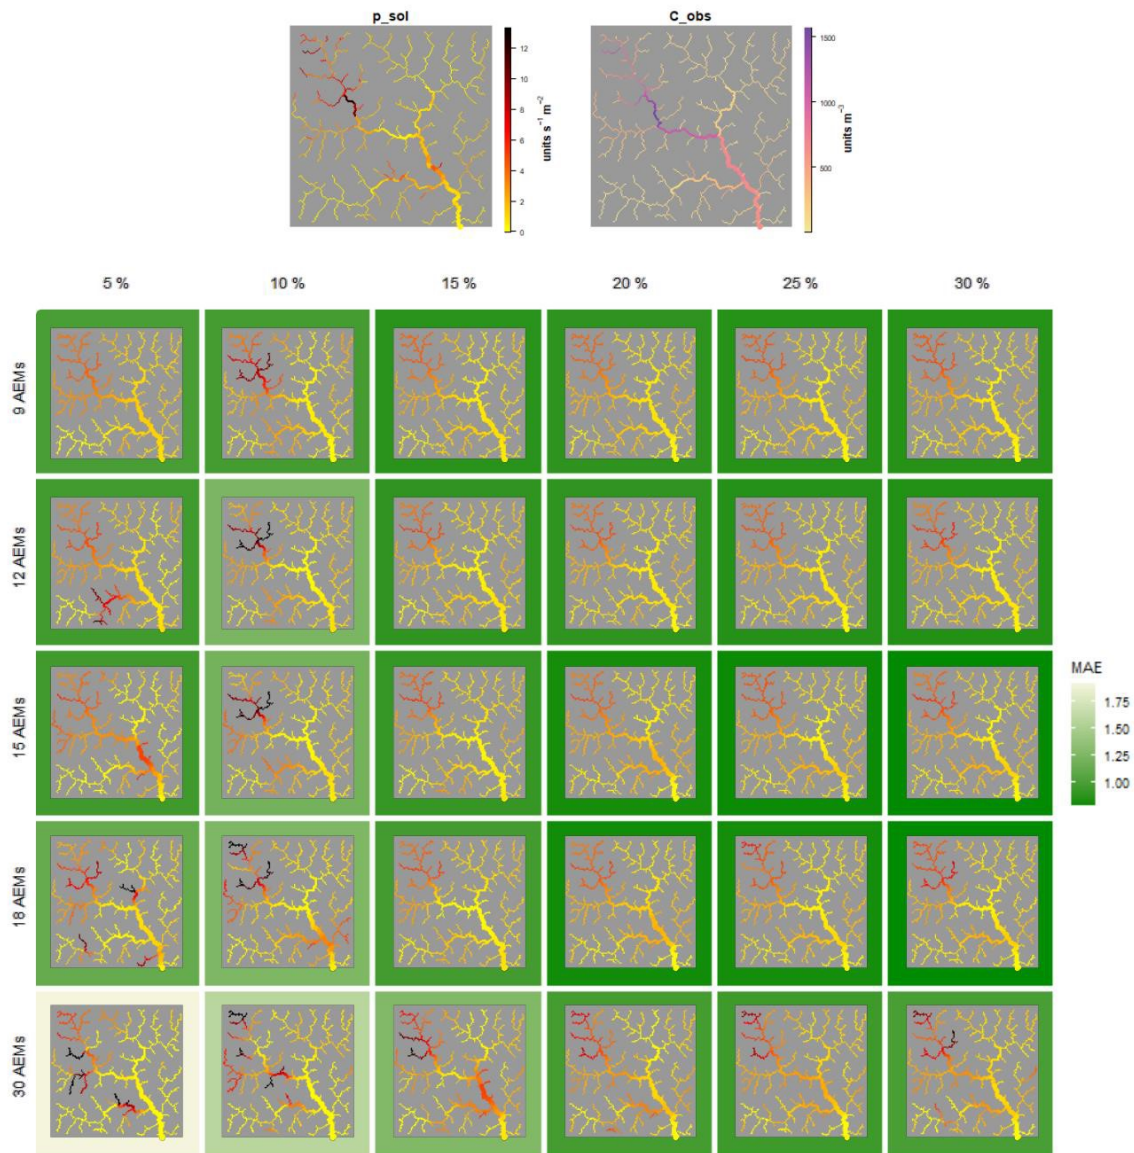 p_sol
C_obs
12
10
8
6
4
2
0
units s⁻¹ m⁻²
1500
1000
500
units m⁻³
5 % 10 % 15 % 20 % 25 % 30 %
9 AEMs
12 AEMs
15 AEMs
18 AEMs
30 AEMs
MAE
1.75
1.50
1.25
1.00